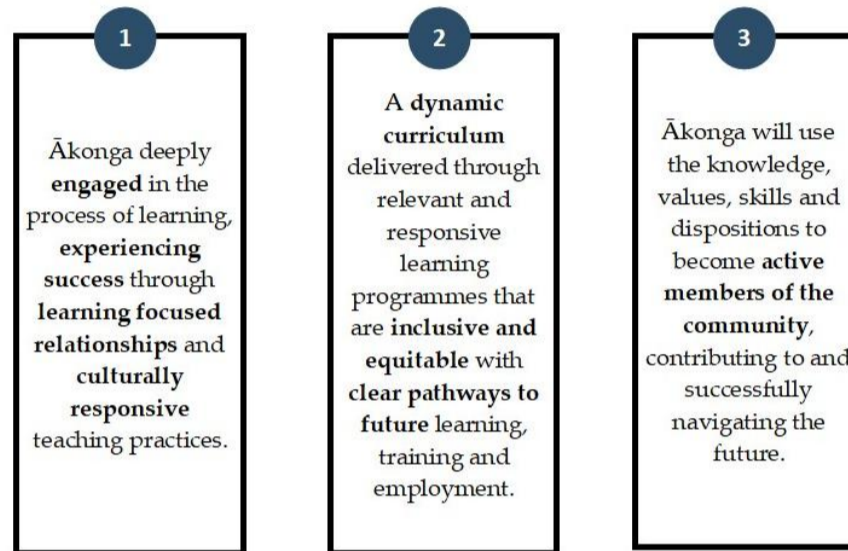 1
Ākonga deeply
engaged in the
process of learning,
experiencing
success through
learning focused
relationships and
culturally
responsive
teaching practices.
2
A dynamic
curriculum
delivered through
relevant and
responsive
learning
programmes that
are inclusive and
equitable with
clear pathways to
future learning,
training and
employment.
3
Ākonga will use
the knowledge,
values, skills and
dispositions to
become active
members of the
community,
contributing to and
successfully
navigating the
future.